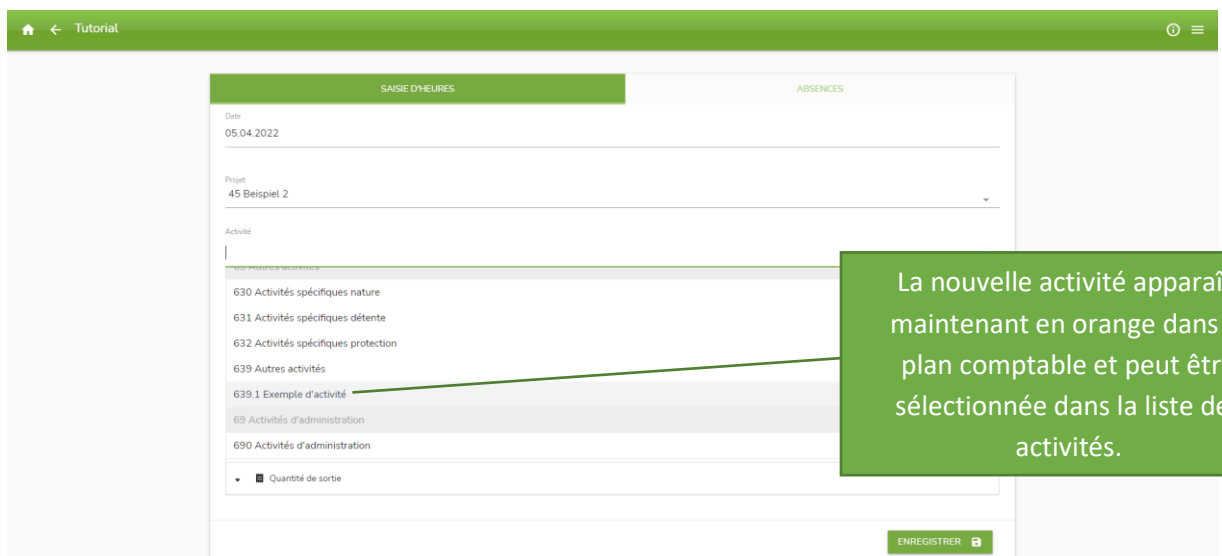 Tutorial
SAISIE D'HEURES
ABSENCES
Date
05.04.2022
Projet
45 Beispiel 2
Activité
63 Autres activités
630 Activités spécifiques nature
631 Activités spécifiques détente
632 Activités spécifiques protection
639 Autres activités
639.1 Exemple d'activité
69 Activités d'administration
690 Activités d'administration
Quantité de sortie
ENREGISTRER
La nouvelle activité apparaî
maintenant en orange dans
plan comptable et peut êtr
sélectionnée dans la liste de
activités.